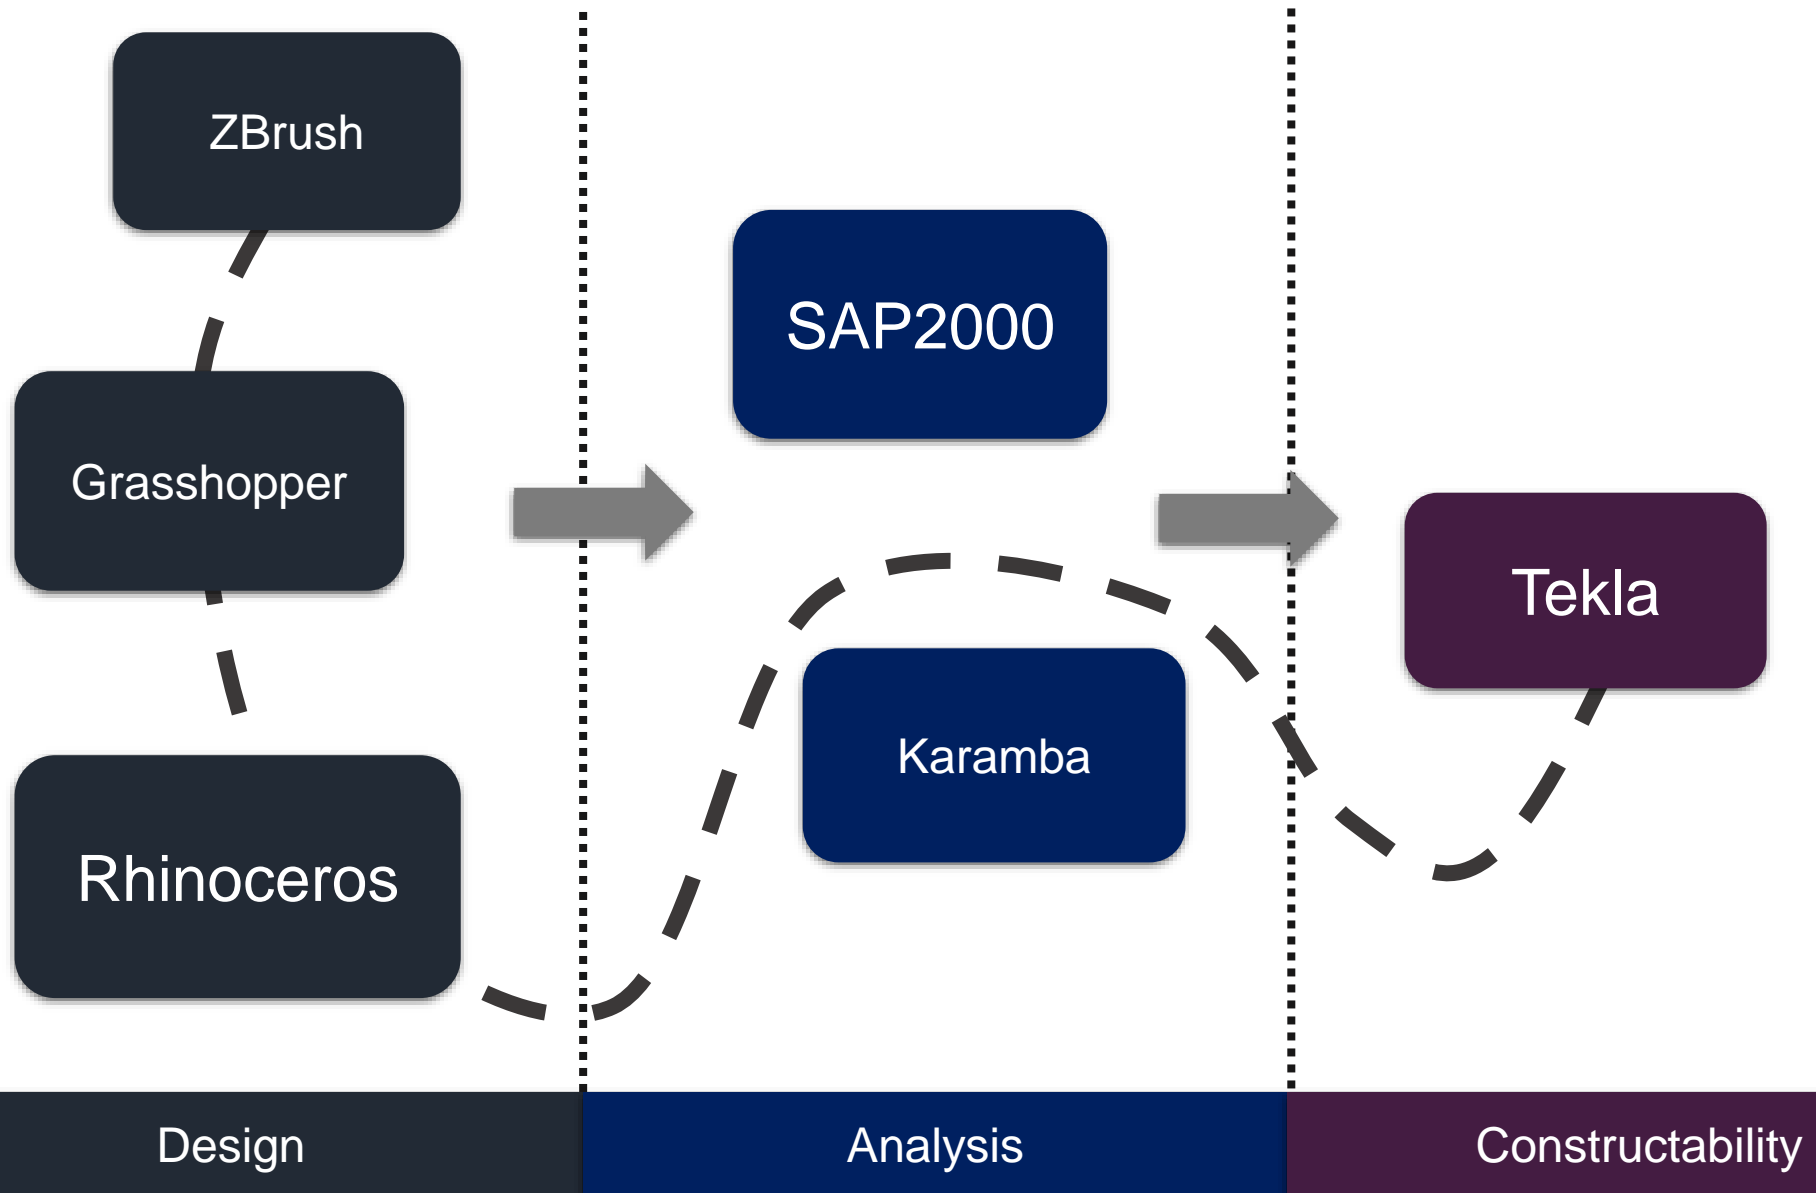 ZBrush
Grasshopper
Rhinoceros
SAP2000
Karamba
Tekla
Design
Analysis
Constructability